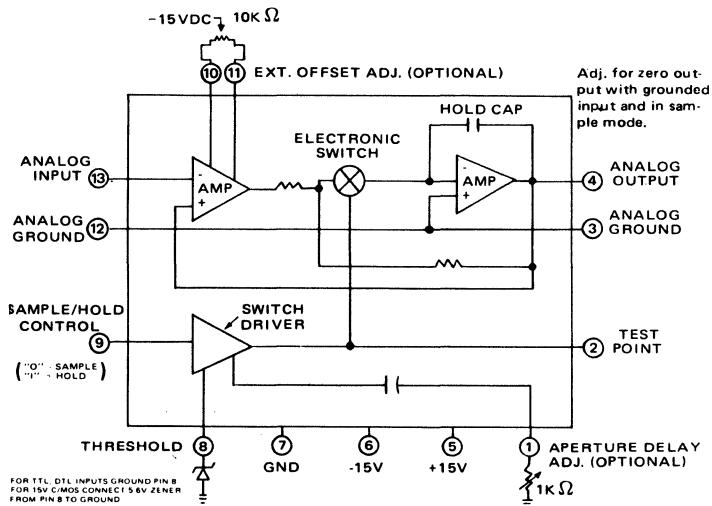 -15VDC 10K Ω
10 11 EXT. OFFSET ADJ. (OPTIONAL)
Adj. for zero out-
put with grounded
input and in sam-
ple mode.
HOLD CAP
ELECTRONIC
SWITCH
ANALOG
INPUT
13
- AMP +
- AMP +
4
ANALOG
OUTPUT
ANALOG
GROUND
12
3
ANALOG
GROUND
SAMPLE/HOLD
CONTROL
9
("0" - SAMPLE
"1" - HOLD)
SWITCH
DRIVER
2
TEST
POINT
THRESHOLD 8
7
GND
6
-15V
5
+15V
1 APERTURE DELAY
ADJ. (OPTIONAL)
1K Ω
FOR TTL, DTL INPUTS GROUND PIN 8
FOR 15V C/MOS CONNECT 5.6V ZENER
FROM PIN 8 TO GROUND